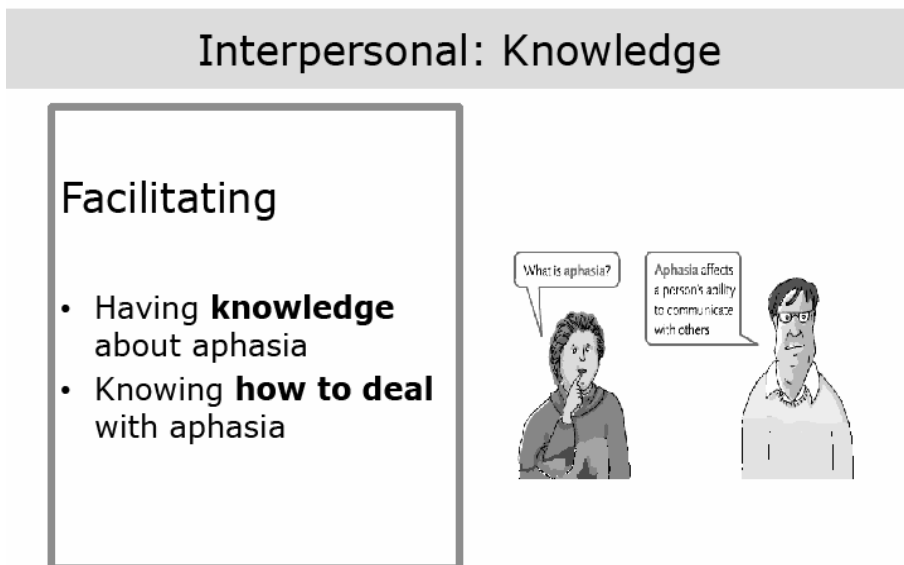 Interpersonal: Knowledge
Facilitating
• Having knowledge
about aphasia
• Knowing how to deal
with aphasia
What is aphasia?
Aphasia affects
a person's ability
to communicate
with others